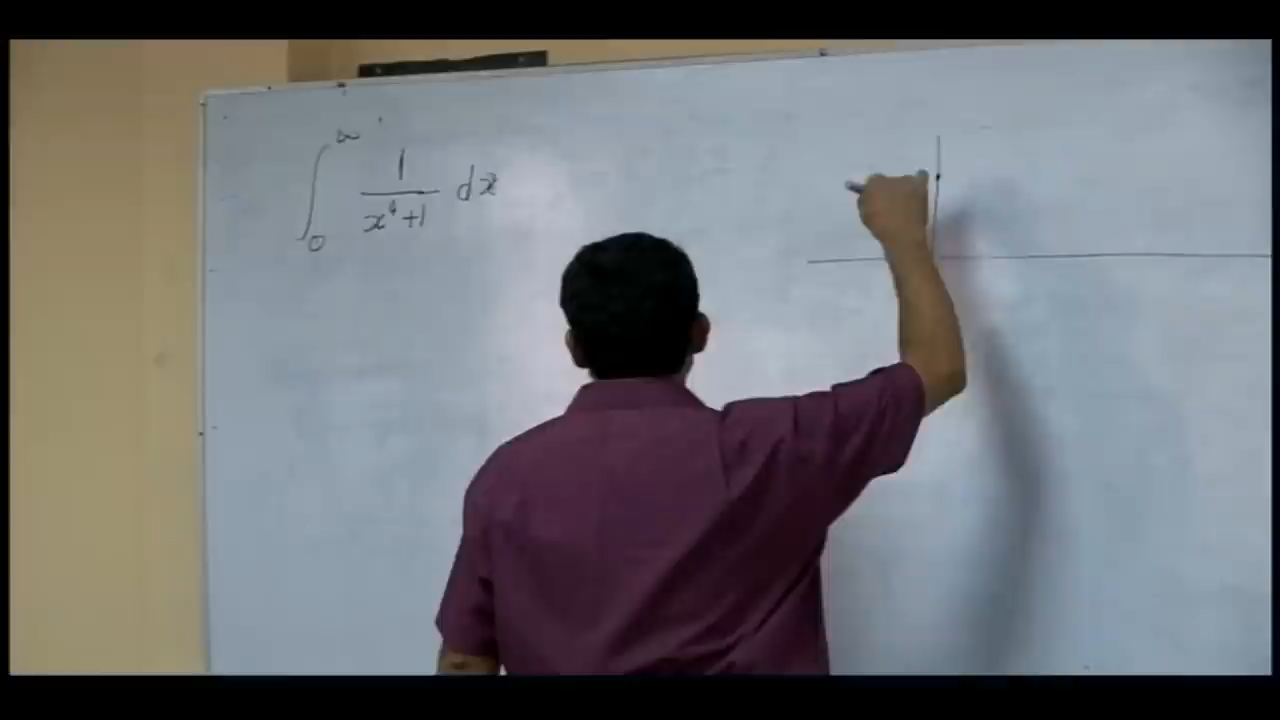 ∫₀^∞ 1/(x⁴+1) dx